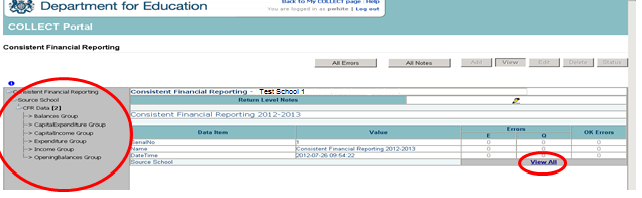 Department for Education
Back to My COLLECT page | Help
You are logged in as perhite | Log out
COLLECT Portal
Consistent Financial Reporting
All Errors All Notes Add View Edit Delete Status
Consistent Financial Reporting
Source School
CFR Data [2]
--> Balances Group
--> CapitalExpenditure Group
--> CapitalIncome Group
--> Expenditure Group
--> Income Group
--> OpeningBalances Group
Consistent Financial Reporting - Test School 1
Return Level Notes
Consistent Financial Reporting 2012-2013
Data Item Value Errors OK Errors
E Q
SerialNo 1 0 0 0
Name Consistent Financial Reporting 2012-2013 0 0 0
DateTime 2012-07-26 09:54:22 0 0 0
Source School View All